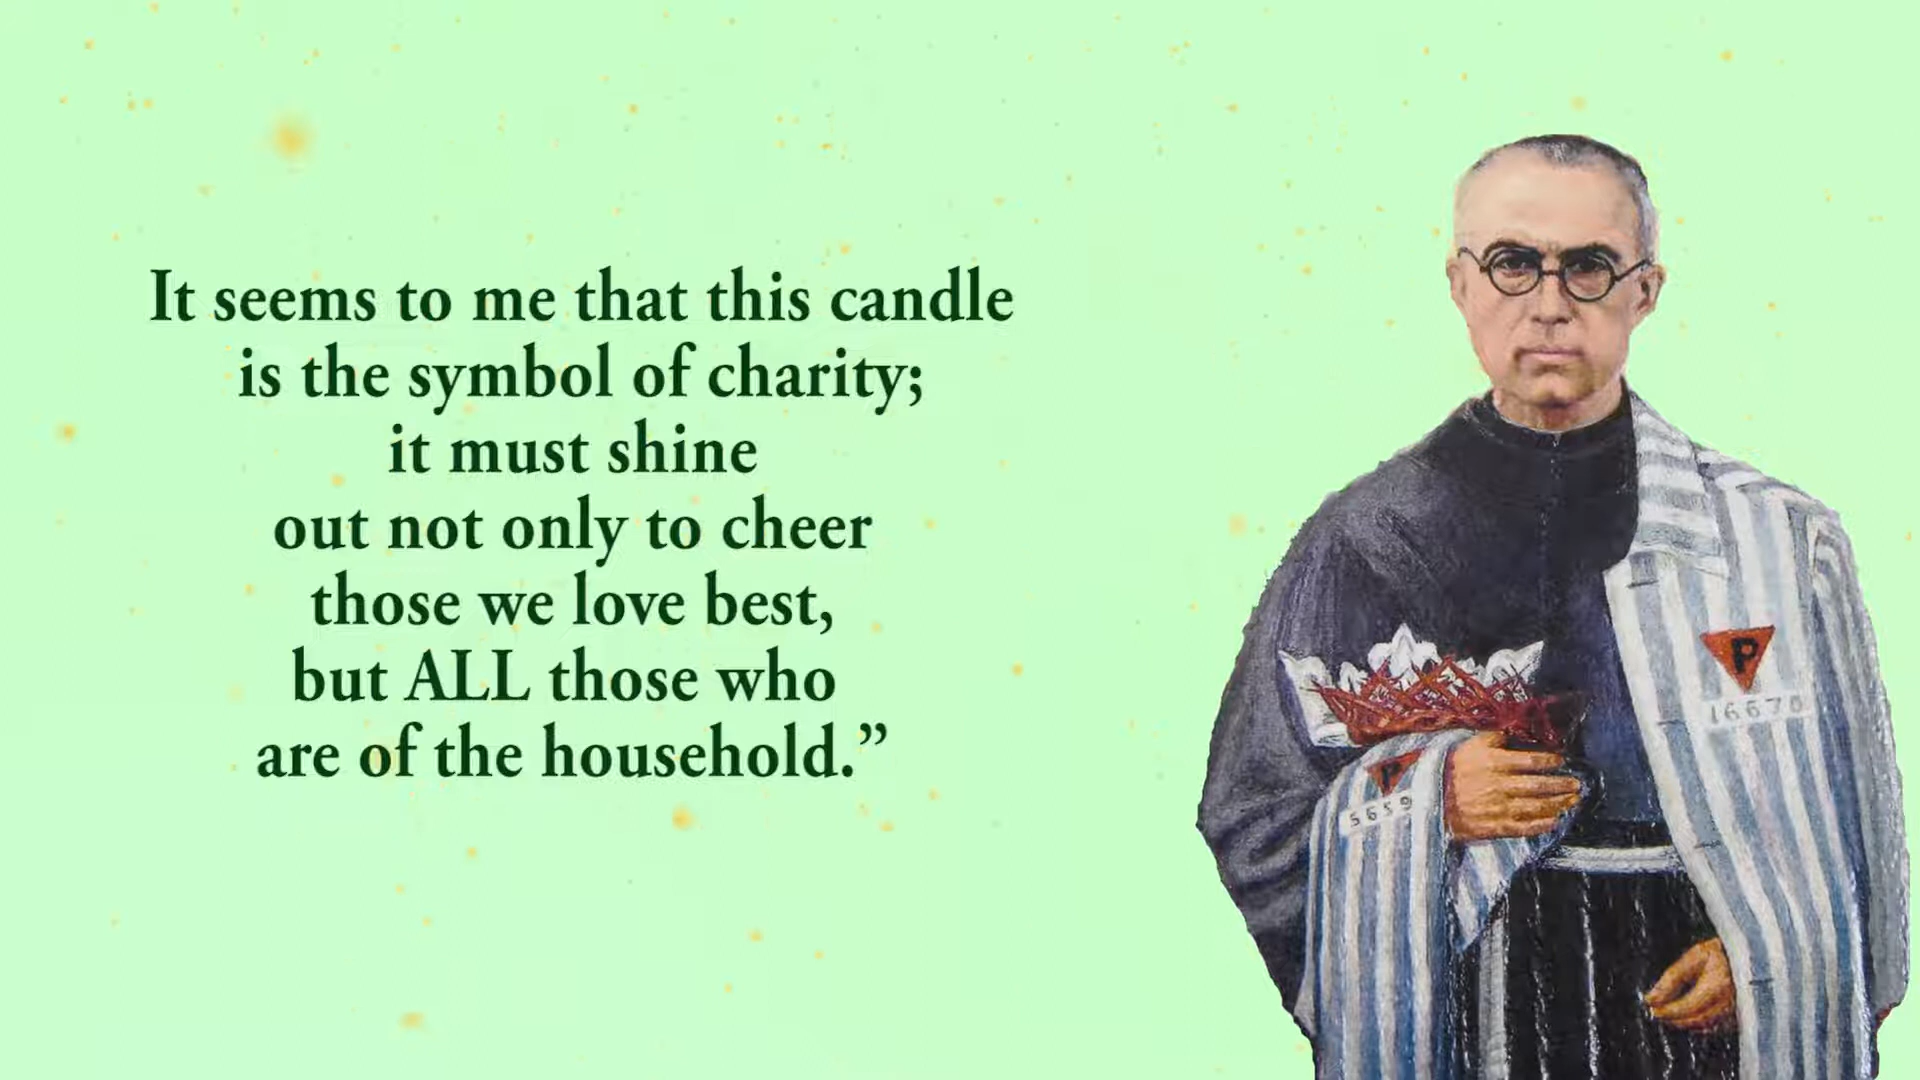 It seems to me that this candle
is the symbol of charity;
it must shine
out not only to cheer
those we love best,
but ALL those who
are of the household.”
P
16670
P
5659